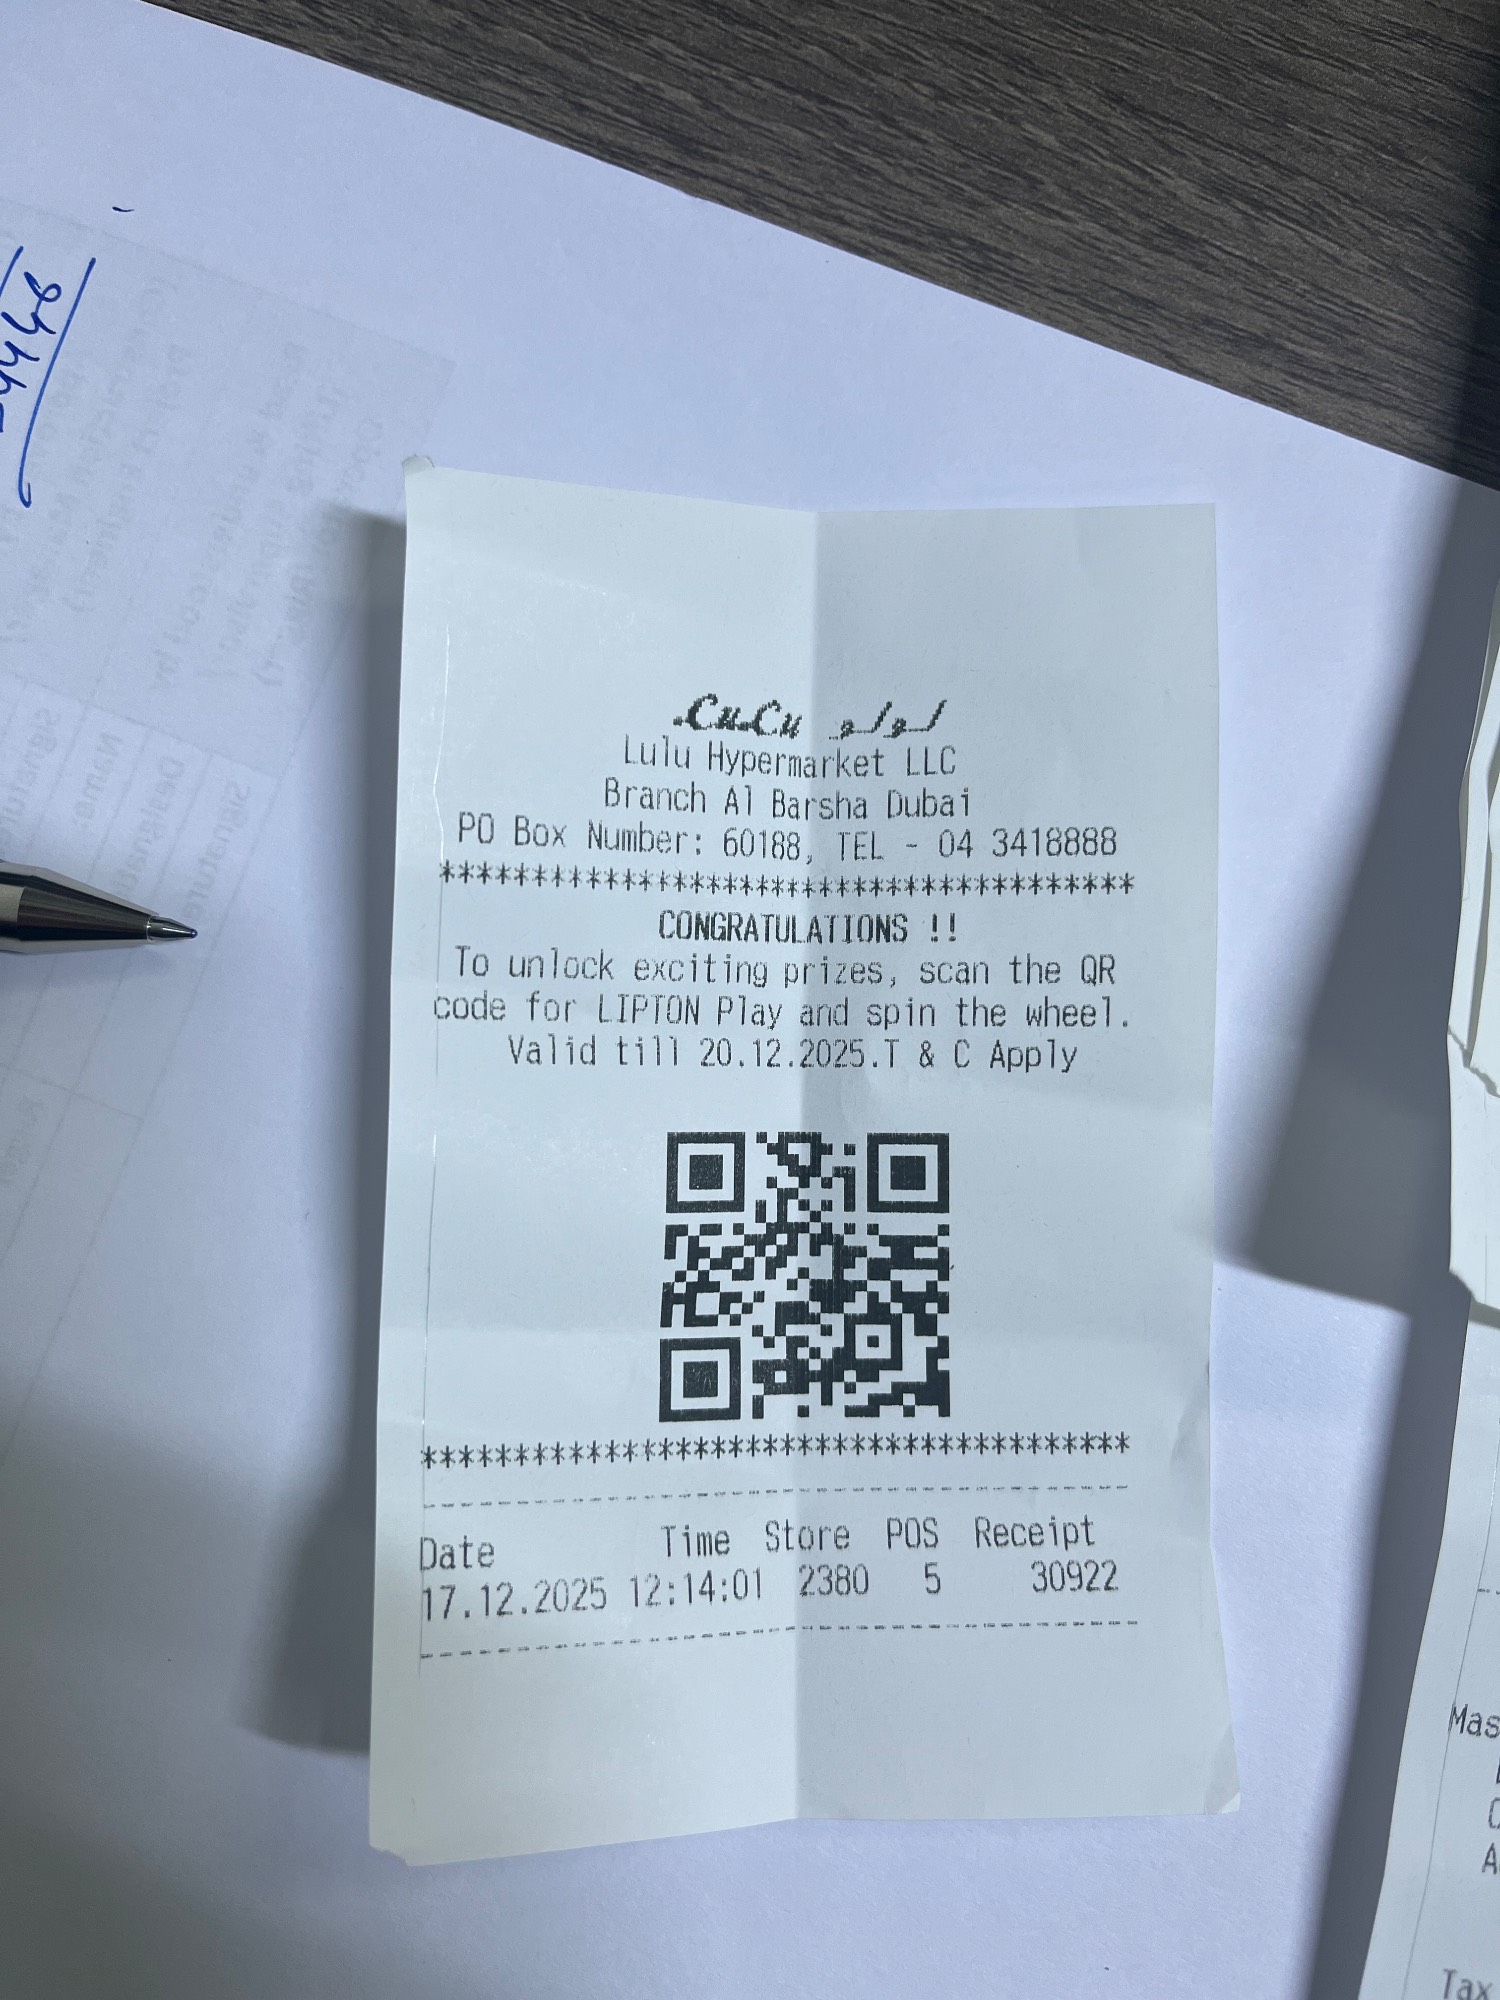 LuLu لولو
Lulu Hypermarket LLC
Branch Al Barsha Dubai
PO Box Number: 60188, TEL - 04 3418888
***************************************
CONGRATULATIONS !!
To unlock exciting prizes, scan the QR
code for LIPTON Play and spin the wheel.
Valid till 20.12.2025.T & C Apply
***************************************
Date Time Store POS Receipt
17.12.2025 12:14:01 2380 5 30922
Mas
Tax